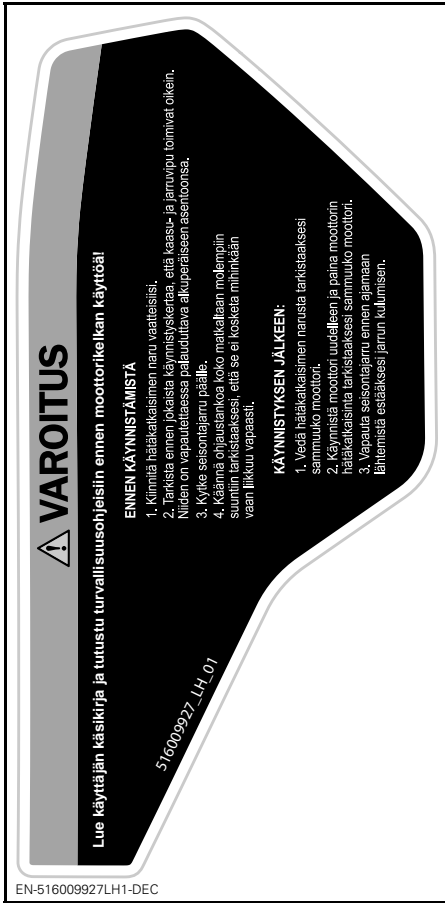 ⚠ VAROITUS
Lue käyttäjän käsikirja ja tutustu turvallisuusohjeisiin ennen moottorikelkan käyttöä!
ENNEN KÄYNNISTÄMISTÄ
1. Kiinnitä hätäkatkaisimen naru vaatteisiisi.
2. Tarkista ennen jokaista käynnistyskertaa, että kaasu- ja jarruvipu toimivat oikein.
Niiden on vapautettaessa palauduttava alkuperäiseen asentoonsa.
3. Kytke seisontajarru päälle.
4. Käännä ohjaustankoa koko matkaltaan molempiin
suuntiin tarkistaaksesi, että se ei kosketa mihinkään
vaan liikkuu vapaasti.
KÄYNNISTYKSEN JÄLKEEN:
1. Vedä hätäkatkaisimen narusta tarkistaaksesi
sammuuko moottori.
2. Käynnistä moottori uudelleen ja paina moottorin
hätäkatkaisinta tarkistaaksesi sammuuko moottori.
3. Vapauta seisontajarru ennen ajamaan
lähtemistä estääksesi jarrun kulumisen.
516009927_LH_01
EN-516009927LH1-DEC